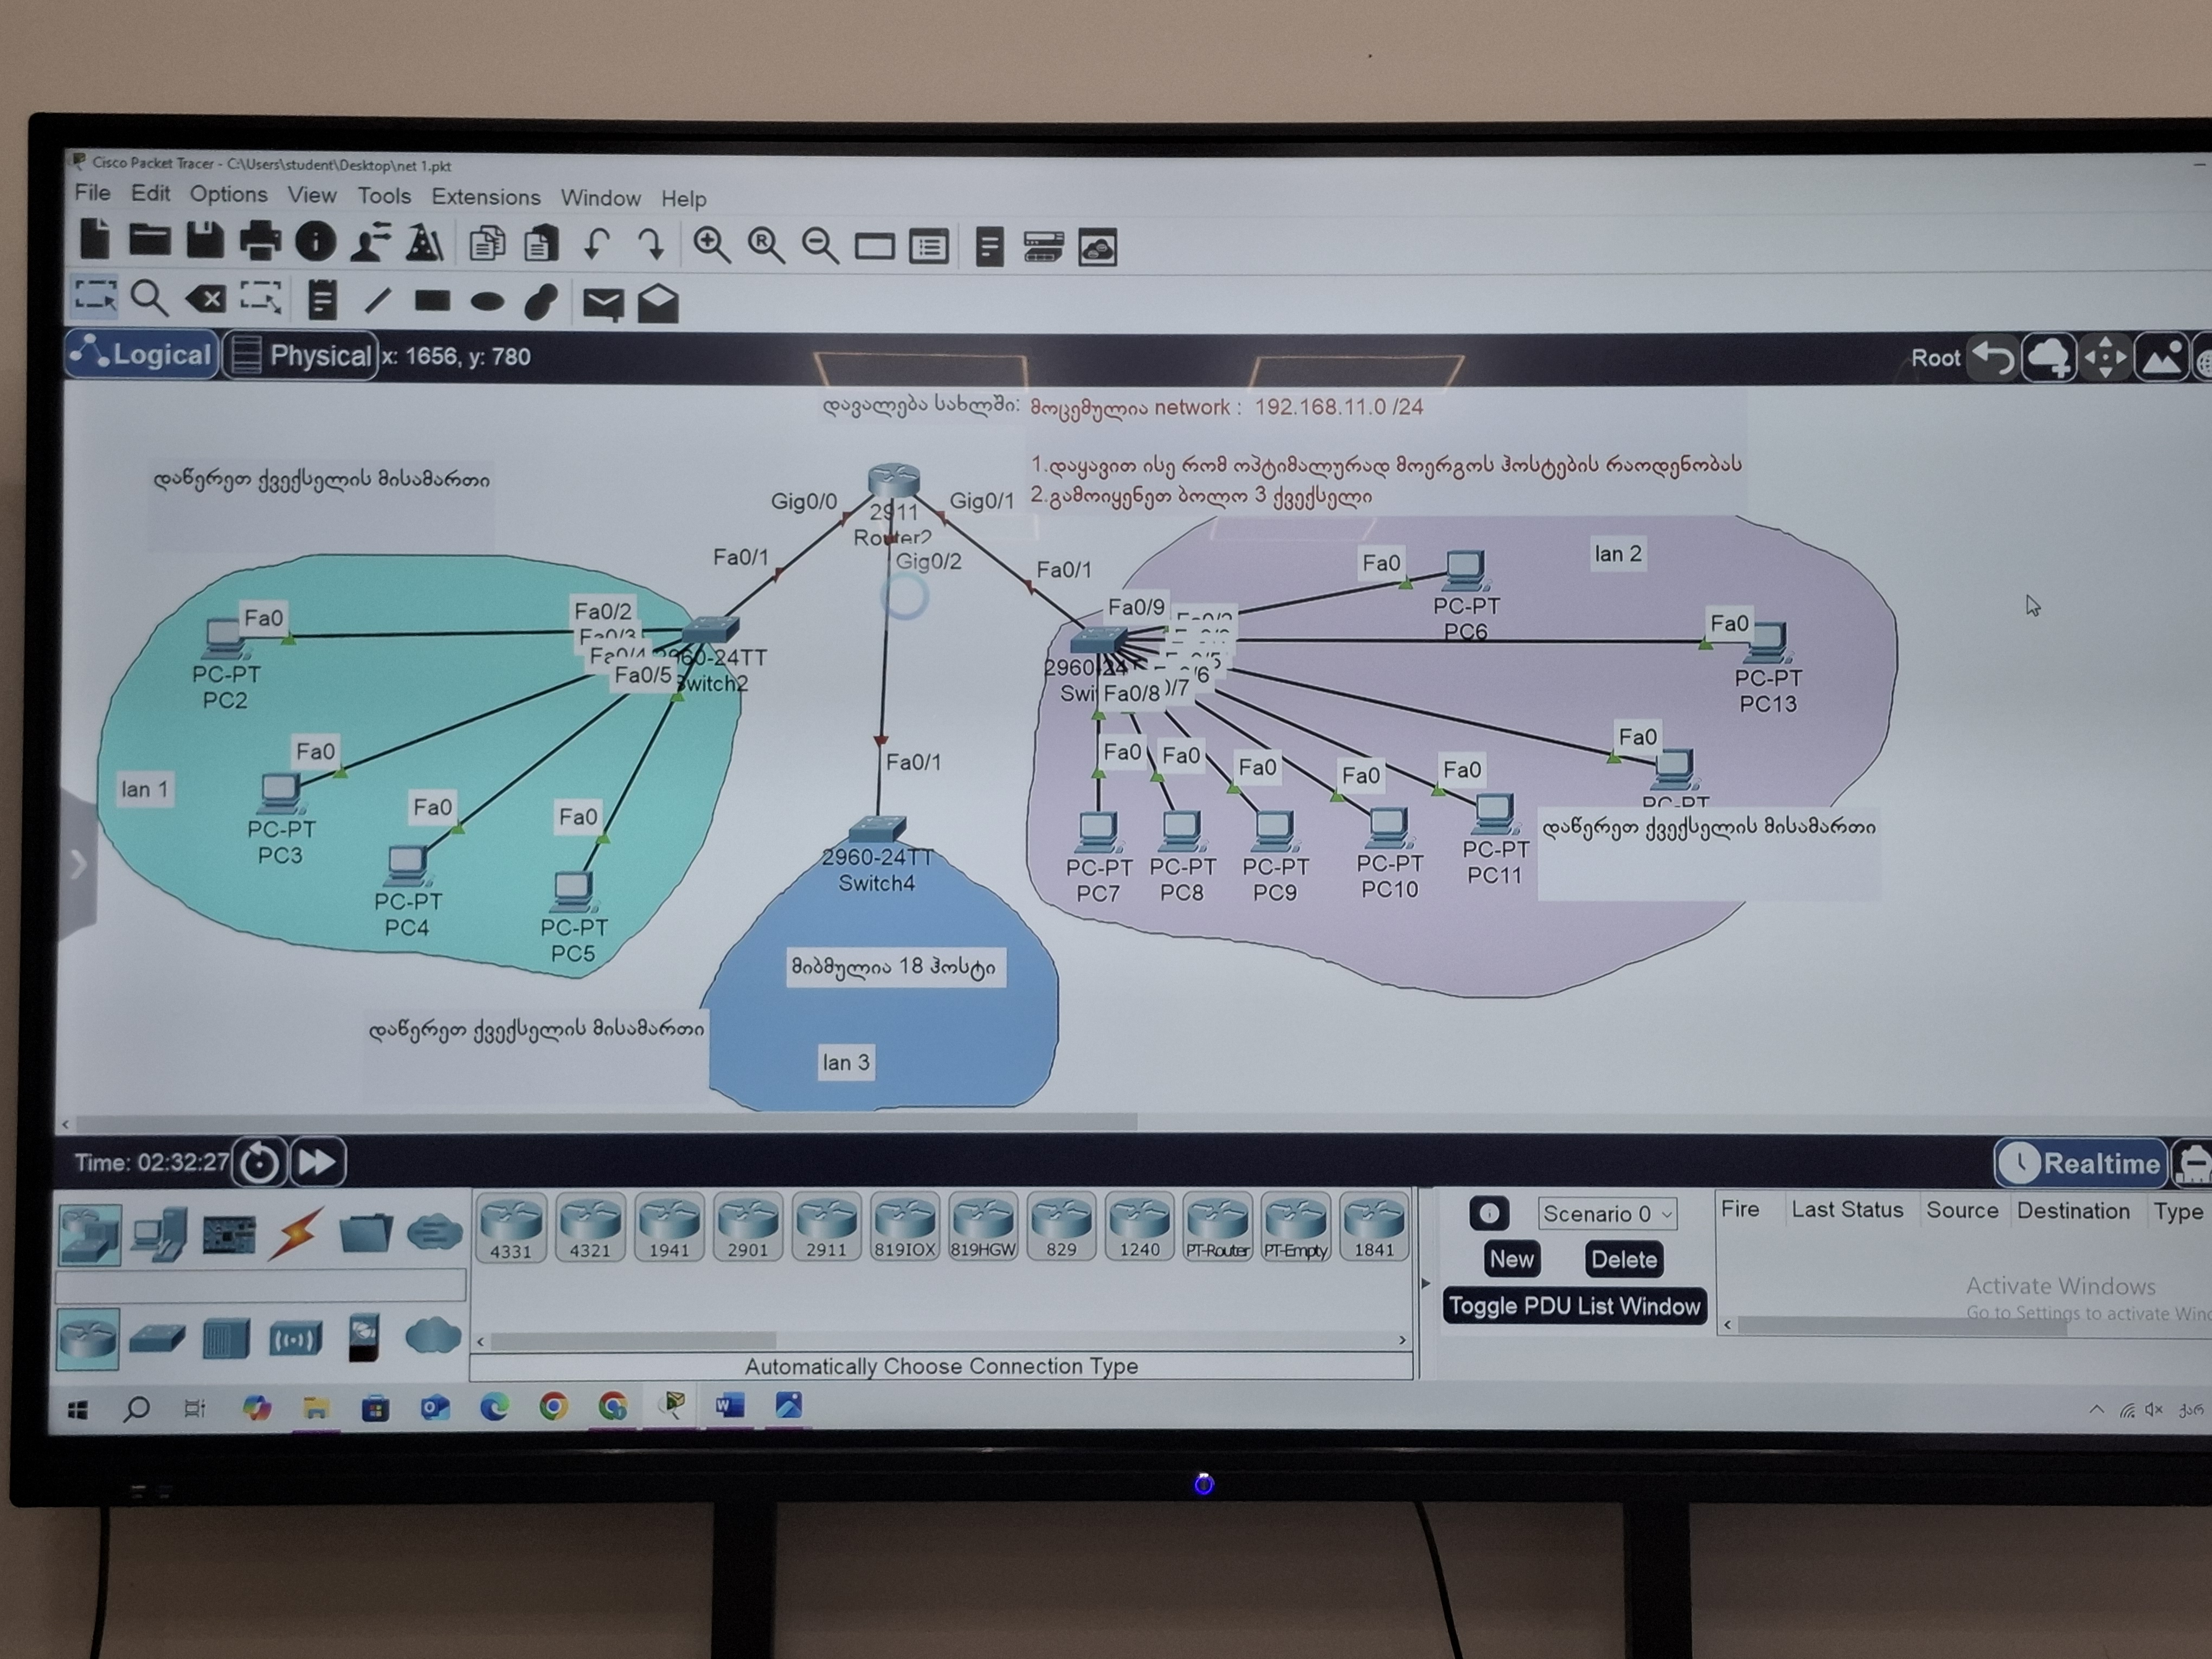 Cisco Packet Tracer - C:\Users\student\Desktop\net 1.pkt
File Edit Options View Tools Extensions Window Help
Logical Physical x: 1656, y: 780
Root
დავალება სახლში: მოცემულია network : 192.168.11.0 /24
1.დაყავით ისე რომ ოპტიმალურად მოერგოს ჰოსტების რაოდენობას
2.გამოიყენეთ ბოლო 3 ქვექსელი
დაწერეთ ქვექსელის მისამართი
Gig0/0
Gig0/1
2911
Router2
Gig0/2
Fa0/1
Fa0/1
Fa0/1
lan 1
Fa0/2
Fa0/3
Fa0/4
Fa0/5
2960-24TT
Switch2
Fa0
PC-PT
PC2
Fa0
PC-PT
PC3
Fa0
PC-PT
PC4
Fa0
PC-PT
PC5
lan 2
Fa0/9
Fa0/8
Fa0
PC-PT
PC6
Fa0
PC-PT
PC13
Fa0
PC-PT
Fa0
PC-PT
PC7
Fa0
PC-PT
PC8
Fa0
PC-PT
PC9
Fa0
PC-PT
PC10
Fa0
PC-PT
PC11
დაწერეთ ქვექსელის მისამართი
2960-24TT
Switch4
მიბმულია 18 ჰოსტი
lan 3
დაწერეთ ქვექსელის მისამართი
Time: 02:32:27
Realtime
4331 4321 1941 2901 2911 819IOX 819HGW 829 1240 PT-Router PT-Empty 1841
Automatically Choose Connection Type
Scenario 0
New Delete
Toggle PDU List Window
Fire Last Status Source Destination Type
Activate Windows
Go to Settings to activate
ქარ